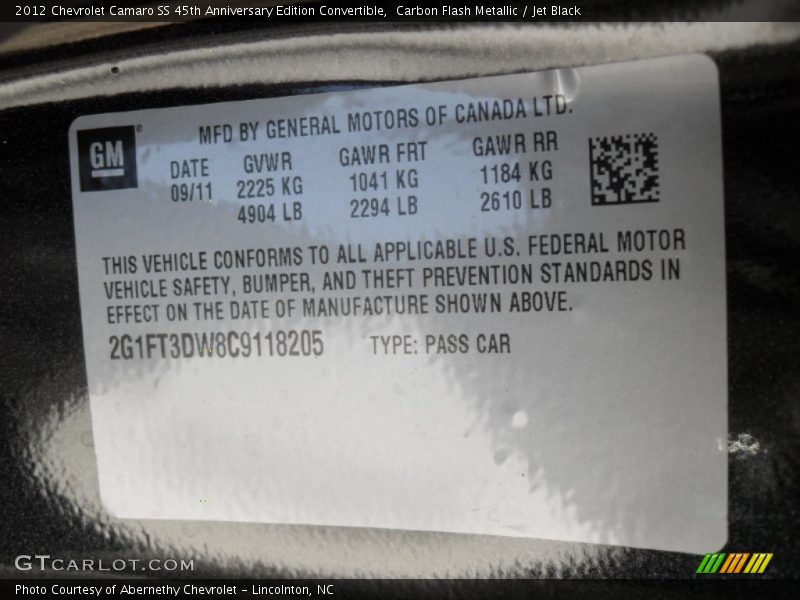 2012 Chevrolet Camaro SS 45th Anniversary Edition Convertible, Carbon Flash Metallic / Jet Black
MFD BY GENERAL MOTORS OF CANADA LTD.
GM®
DATE GVWR GAWR FRT GAWR RR
09/11 2225 KG 1041 KG 1184 KG
4904 LB 2294 LB 2610 LB
THIS VEHICLE CONFORMS TO ALL APPLICABLE U.S. FEDERAL MOTOR
VEHICLE SAFETY, BUMPER, AND THEFT PREVENTION STANDARDS IN
EFFECT ON THE DATE OF MANUFACTURE SHOWN ABOVE.
2G1FT3DW8C9118205 TYPE: PASS CAR
GTCARLOT.COM
Photo Courtesy of Abernethy Chevrolet – Lincolnton, NC